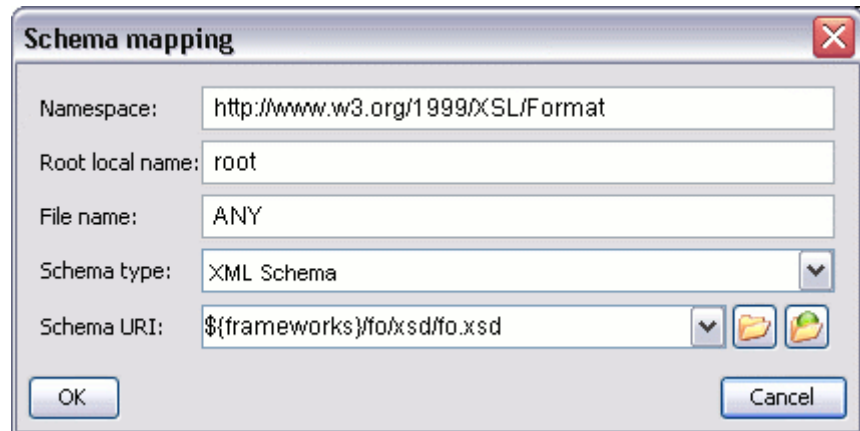 Schema mapping
Namespace: http://www.w3.org/1999/XSL/Format
Root local name: root
File name: ANY
Schema type: XML Schema
Schema URI: ${frameworks}/fo/xsd/fo.xsd
OK Cancel